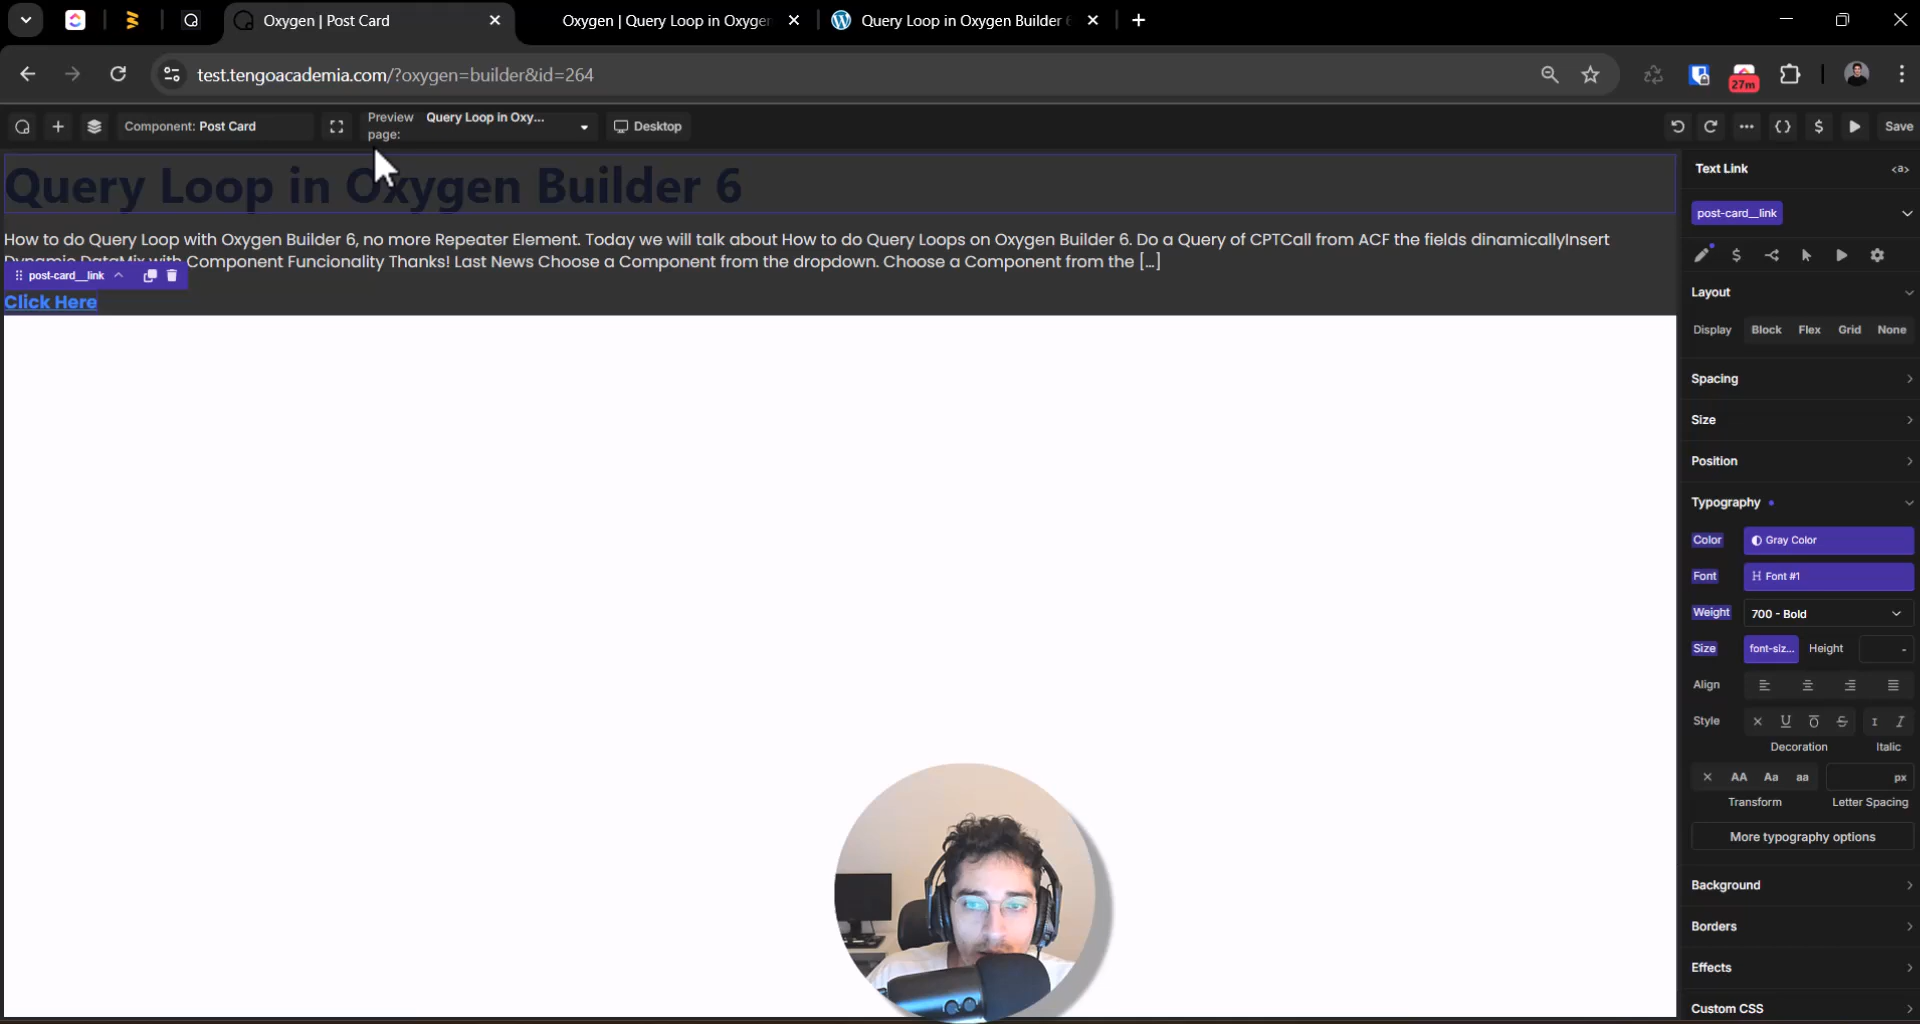 Oxygen | Post Card
Oxygen | Query Loop in Oxyge
Query Loop in Oxygen Builder 6
test.tengoacademia.com/?oxygen=builder&id=264
27m
Component: Post Card
Preview page:
Query Loop in Oxy...
Desktop
Save
Query Loop in Oxygen Builder 6
How to do Query Loop with Oxygen Builder 6, no more Repeater Element. Today we will talk about How to do Query Loops on Oxygen Builder 6. Do a Query of CPTCall from ACF the fields dinamicallyInsert
Dynamic DataMix with Component Funcionality Thanks! Last News Choose a Component from the dropdown. Choose a Component from the [...]
post-card__link
Click Here
Text Link
<a>
post-card__link
Layout
Display
Block
Flex
Grid
None
Spacing
Size
Position
Typography
Color
Gray Color
Font
Font #1
Weight
700 - Bold
Size
font-siz...
Height
-
Align
Style
Decoration
Italic
AA
Aa
aa
px
Transform
Letter Spacing
More typography options
Background
Borders
Effects
Custom CSS